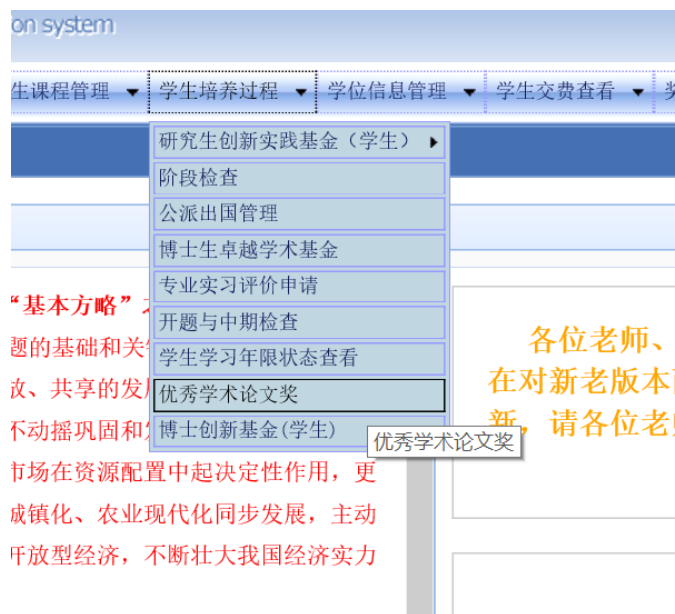 on system
生课程管理
学生培养过程
学位信息管理
学生交费查看
研究生创新实践基金（学生）
阶段检查
公派出国管理
博士生卓越学术基金
专业实习评价申请
开题与中期检查
学生学习年限状态查看
优秀学术论文奖
博士创新基金(学生)
优秀学术论文奖
“基本方略”
题的基础和关
放、共享的发
不动摇巩固和
市场在资源配置中起决定性作用，更
城镇化、农业现代化同步发展，主动
开放型经济，不断壮大我国经济实力
各位老师、
在对新老版本
新，请各位老